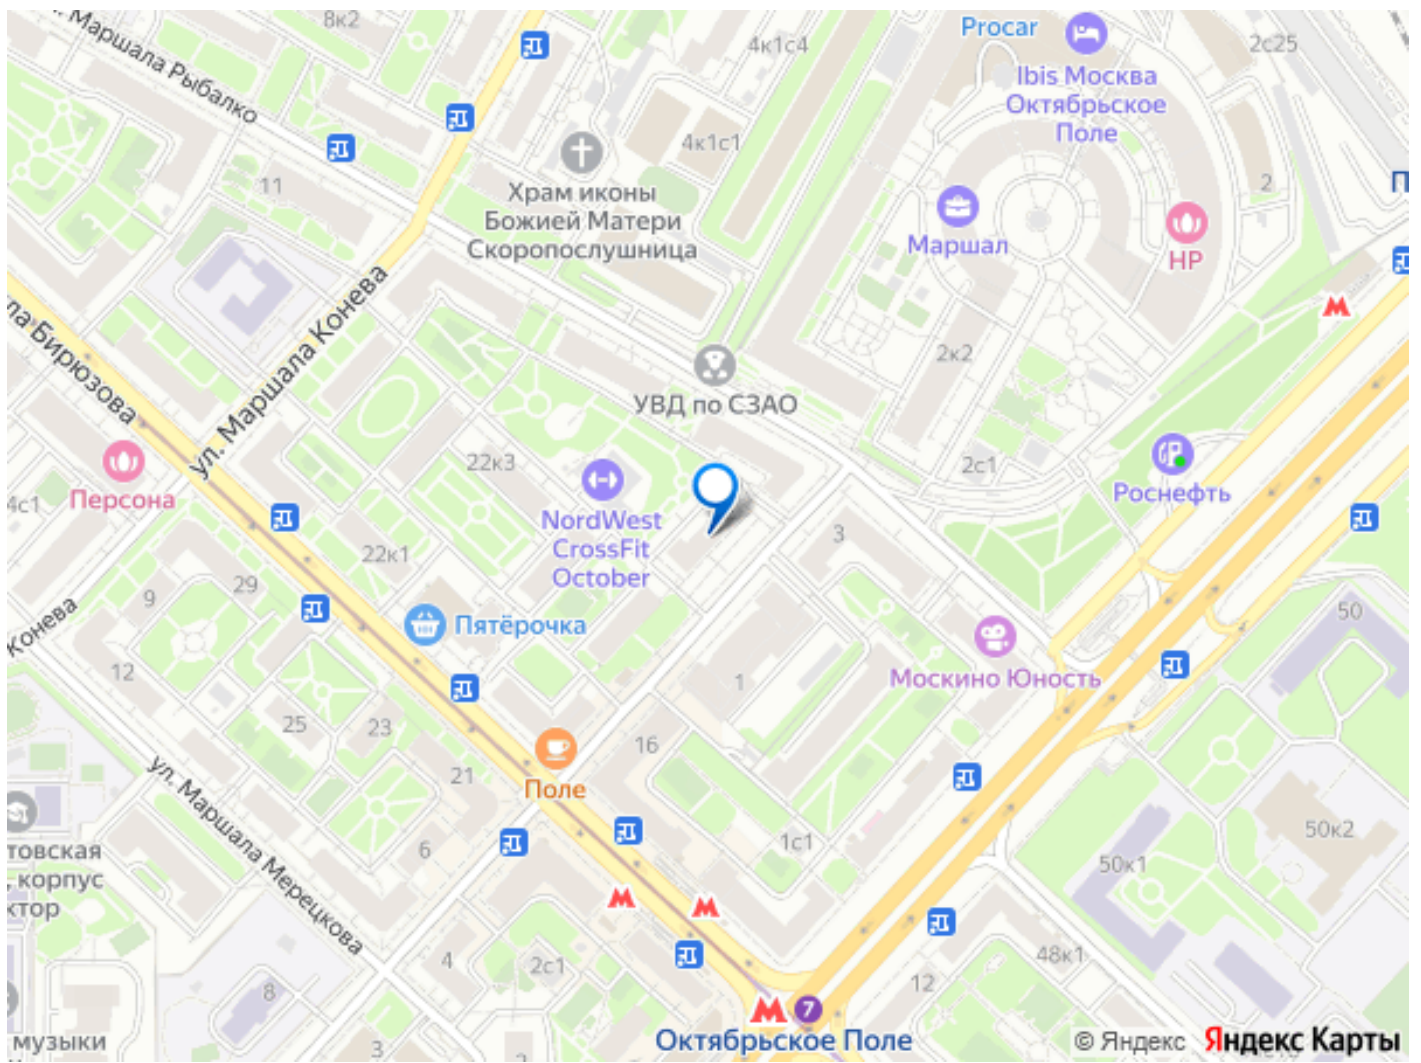 8к2
Маршала Рыбалко
4к1с4
Procar
2с25
Ibis Москва
Октябрьское
Поле
4к1с1
11
Храм иконы
Божией Матери
Скоропослушница
2
Маршал
НР
ул. Маршала Конева
ла Бирюзова
2к2
УВД по СЗАО
22к3
2с1
Роснефть
Персона
4с1
NordWest
CrossFit
October
3
22к1
29
9
Конева
Пятёрочка
50
12
Москино Юность
1
25
23
16
21
Поле
ул. Маршала Мерецкова
6
1с1
50к2
50к1
товская
, корпус
ктор
4
2с1
48к1
12
8
7
Октябрьское Поле
музыки
3
© Яндекс Яндекс Карты